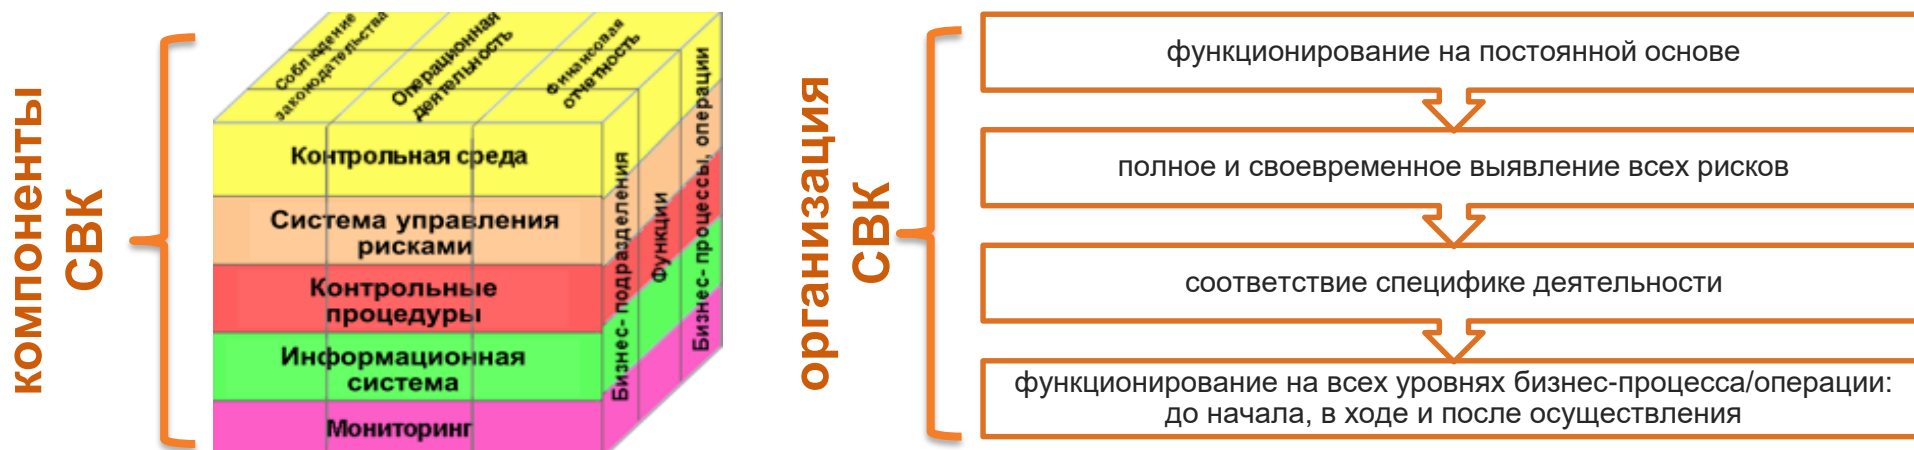 компоненты
СВК
Соблюдение
законодательства
Операционная
деятельность
Финансовая
отчетность
Контрольная среда
Система управления
рисками
Контрольные
процедуры
Информационная
система
Мониторинг
Бизнес- подразделения
Функции
Бизнес- процессы, операции
организация
СВК
функционирование на постоянной основе
полное и своевременное выявление всех рисков
соответствие специфике деятельности
функционирование на всех уровнях бизнес-процесса/операции:
до начала, в ходе и после осуществления